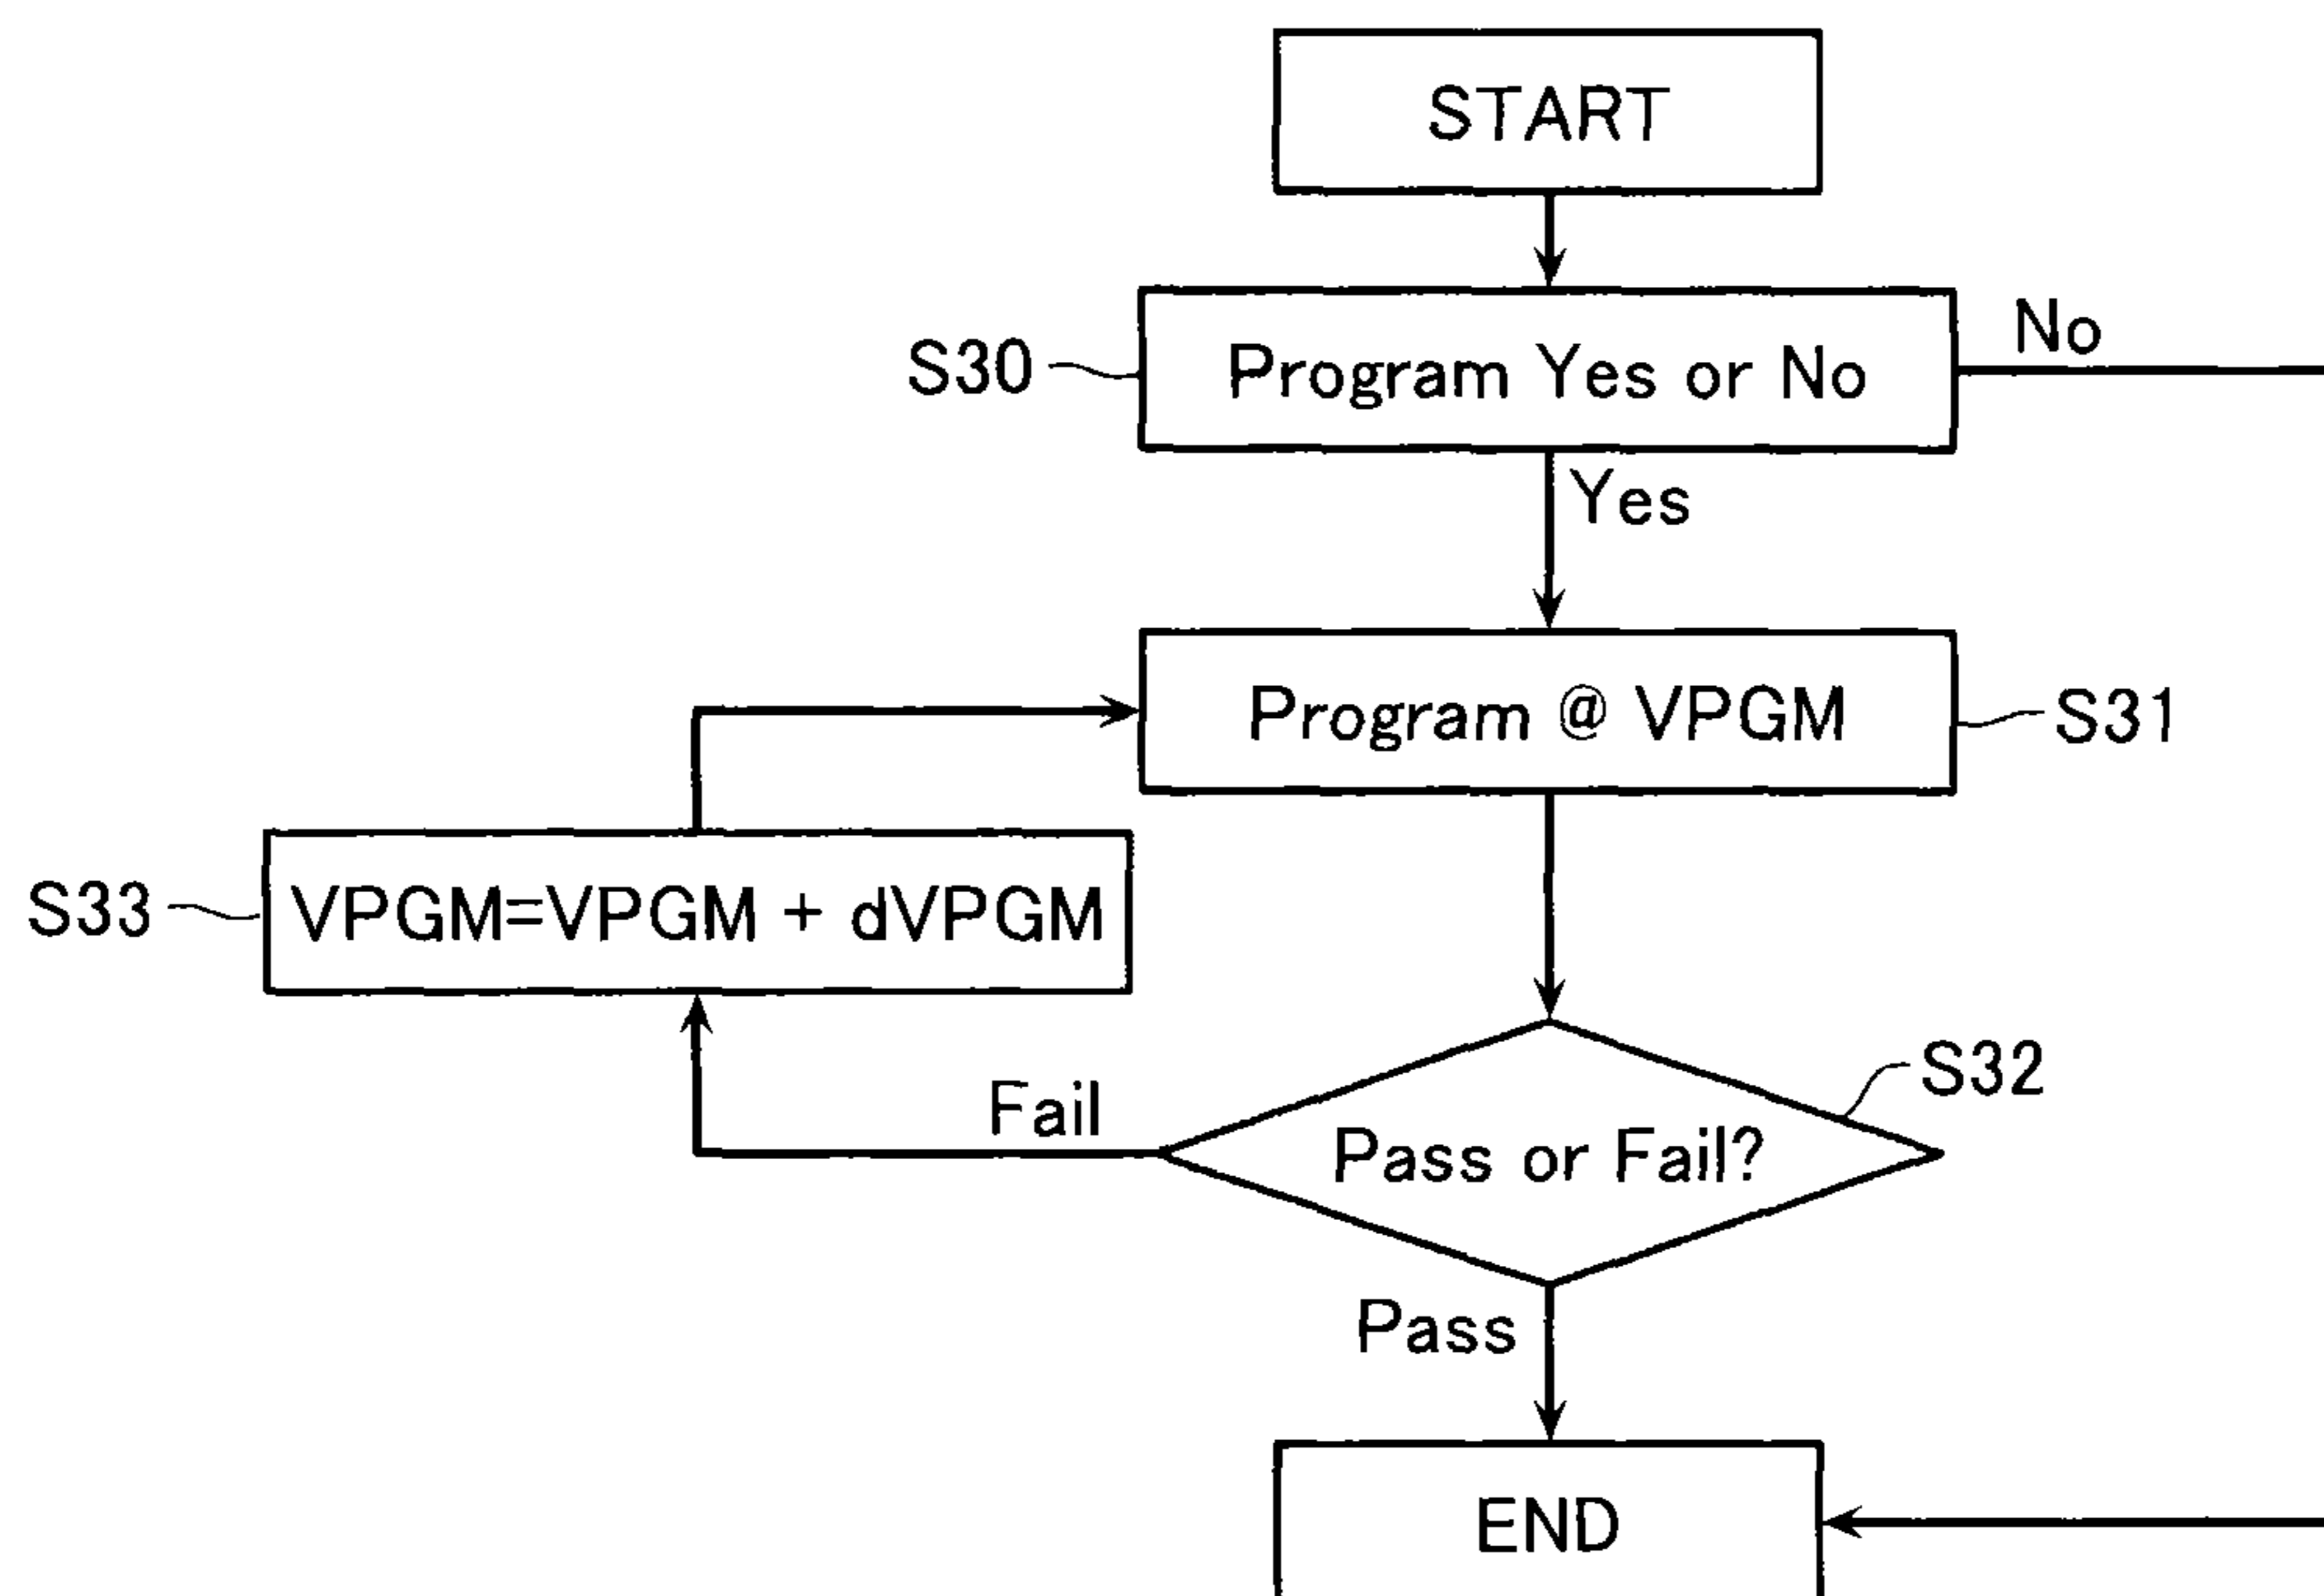 START
No
S30
Program Yes or No
Yes
Program @ VPGM
S31
S33
VPGM=VPGM + dVPGM
S32
Fail
Pass or Fail?
Pass
END